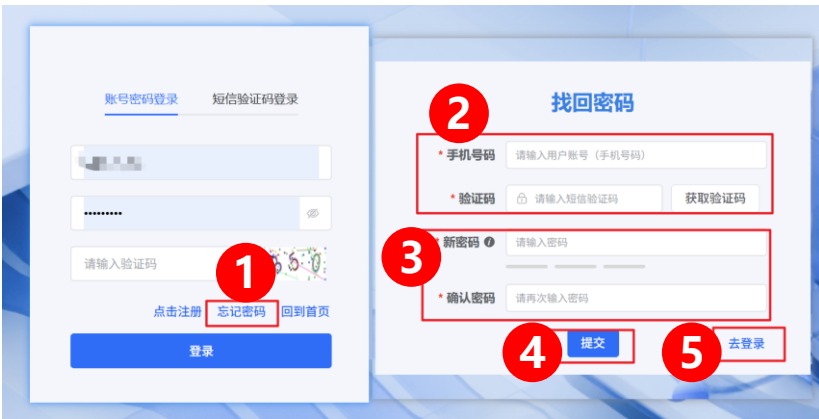 账号密码登录 短信验证码登录
•••••••••
请输入验证码
1
点击注册 忘记密码 回到首页
登录
找回密码
2
* 手机号码 请输入用户账号（手机号码）
* 验证码 请输入短信验证码 获取验证码
3
* 新密码 请输入密码
* 确认密码 请再次输入密码
4 提交
5 去登录